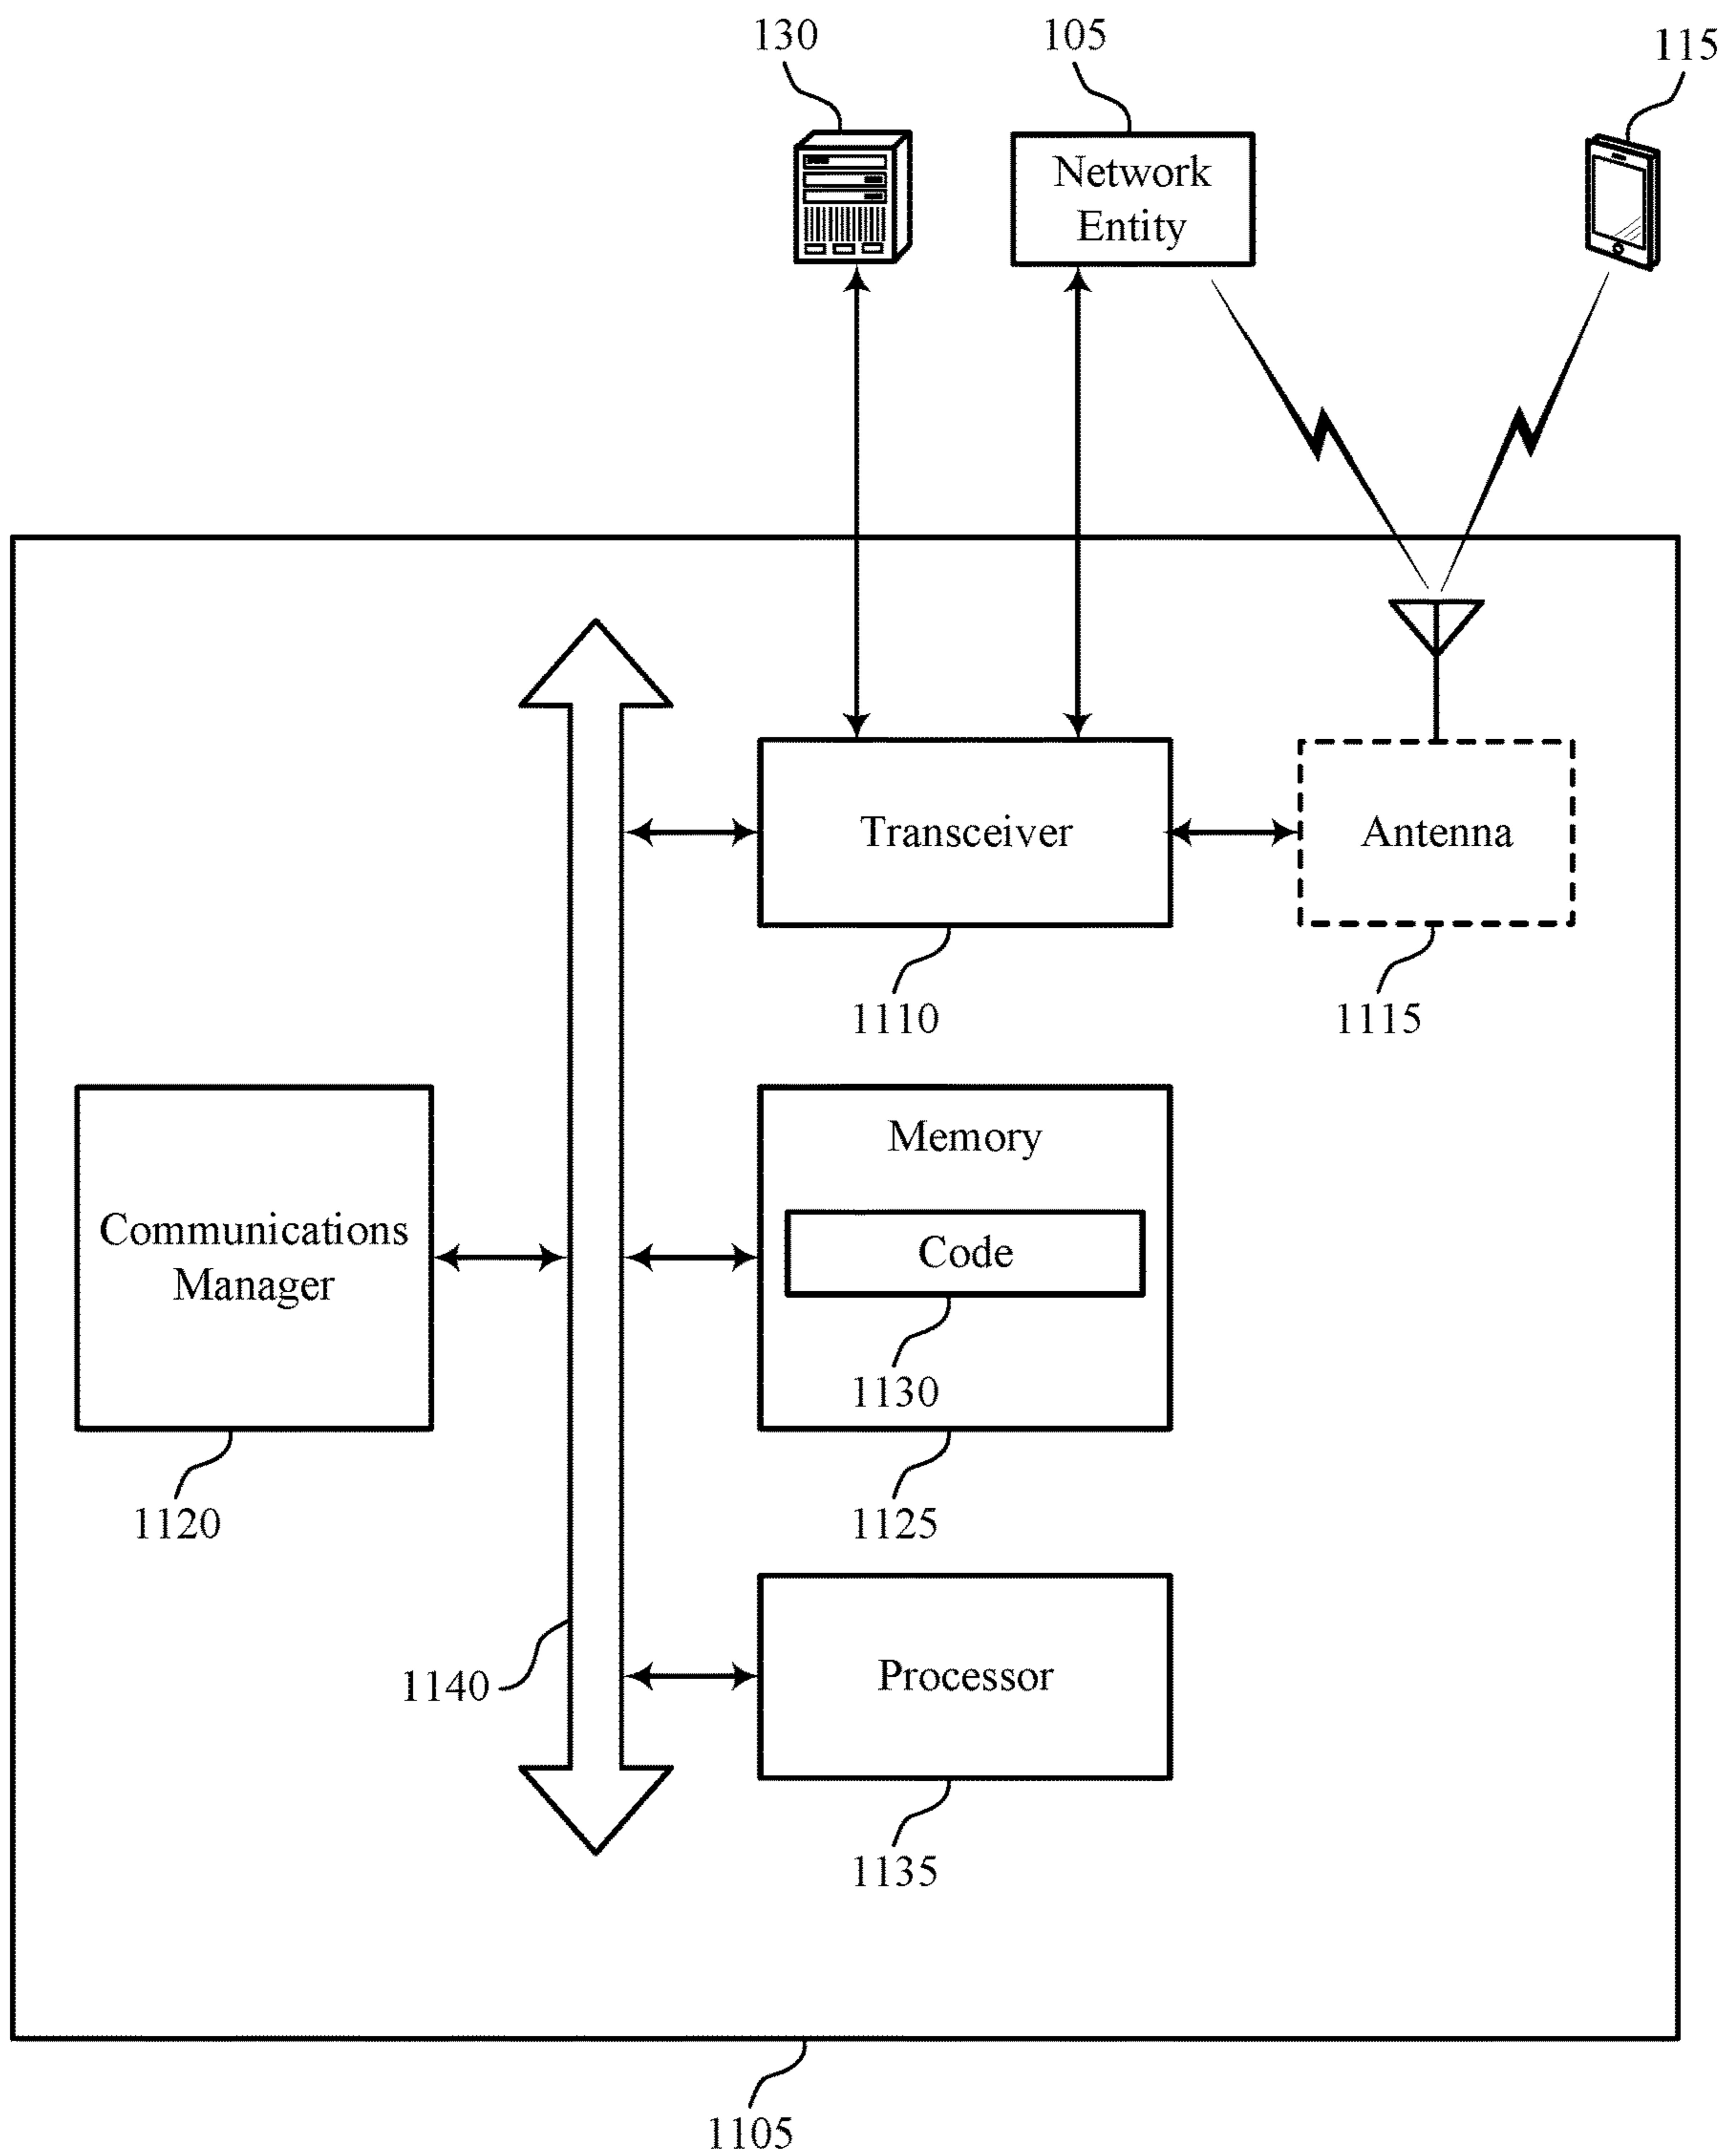 130
105
115
Network
Entity
Transceiver
Antenna
1110
1115
Memory
Communications
Manager
Code
1130
1120
1125
Processor
1140
1135
1105